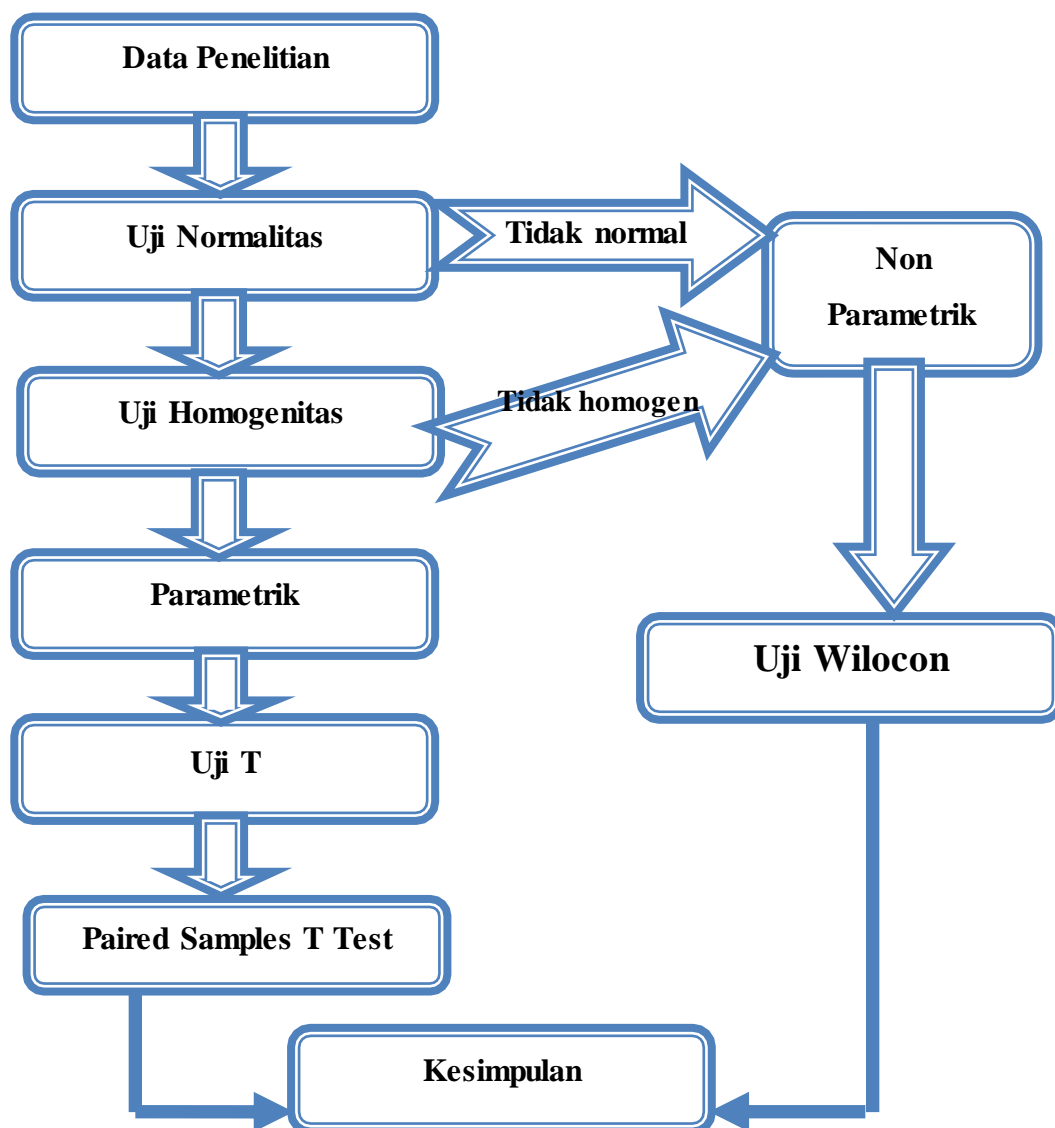 Data Penelitian
Uji Normalitas
Tidak normal
Non
Parametrik
Uji Homogenitas
Tidak homogen
Parametrik
Uji Wilocon
Uji T
Paired Samples T Test
Kesimpulan